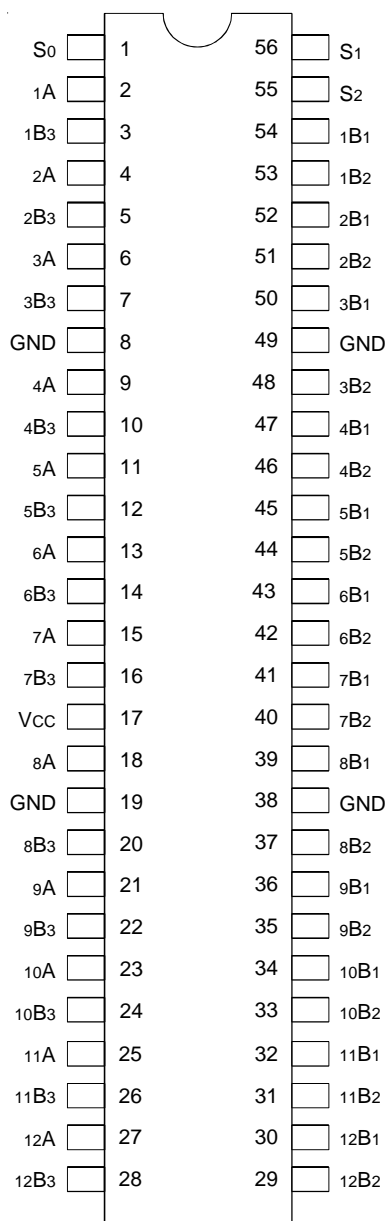 S0 1 56 S1
1A 2 55 S2
1B3 3 54 1B1
2A 4 53 1B2
2B3 5 52 2B1
3A 6 51 2B2
3B3 7 50 3B1
GND 8 49 GND
4A 9 48 3B2
4B3 10 47 4B1
5A 11 46 4B2
5B3 12 45 5B1
6A 13 44 5B2
6B3 14 43 6B1
7A 15 42 6B2
7B3 16 41 7B1
VCC 17 40 7B2
8A 18 39 8B1
GND 19 38 GND
8B3 20 37 8B2
9A 21 36 9B1
9B3 22 35 9B2
10A 23 34 10B1
10B3 24 33 10B2
11A 25 32 11B1
11B3 26 31 11B2
12A 27 30 12B1
12B3 28 29 12B2